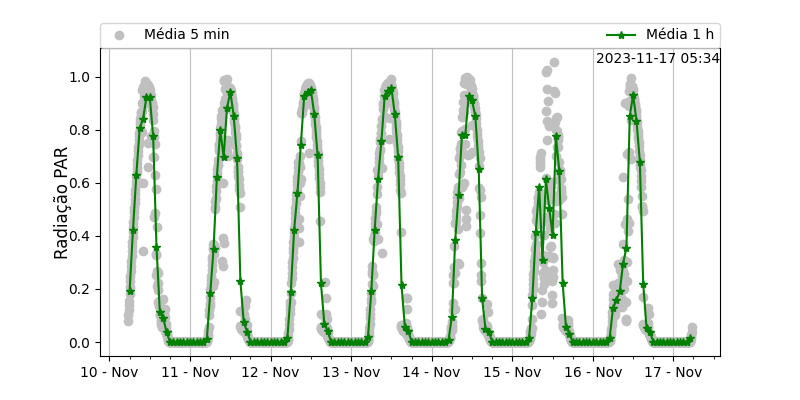 Média 5 min
Média 1 h
2023-11-17 05:34
Radiação PAR
1.0
0.8
0.6
0.4
0.2
0.0
10 - Nov
11 - Nov
12 - Nov
13 - Nov
14 - Nov
15 - Nov
16 - Nov
17 - Nov